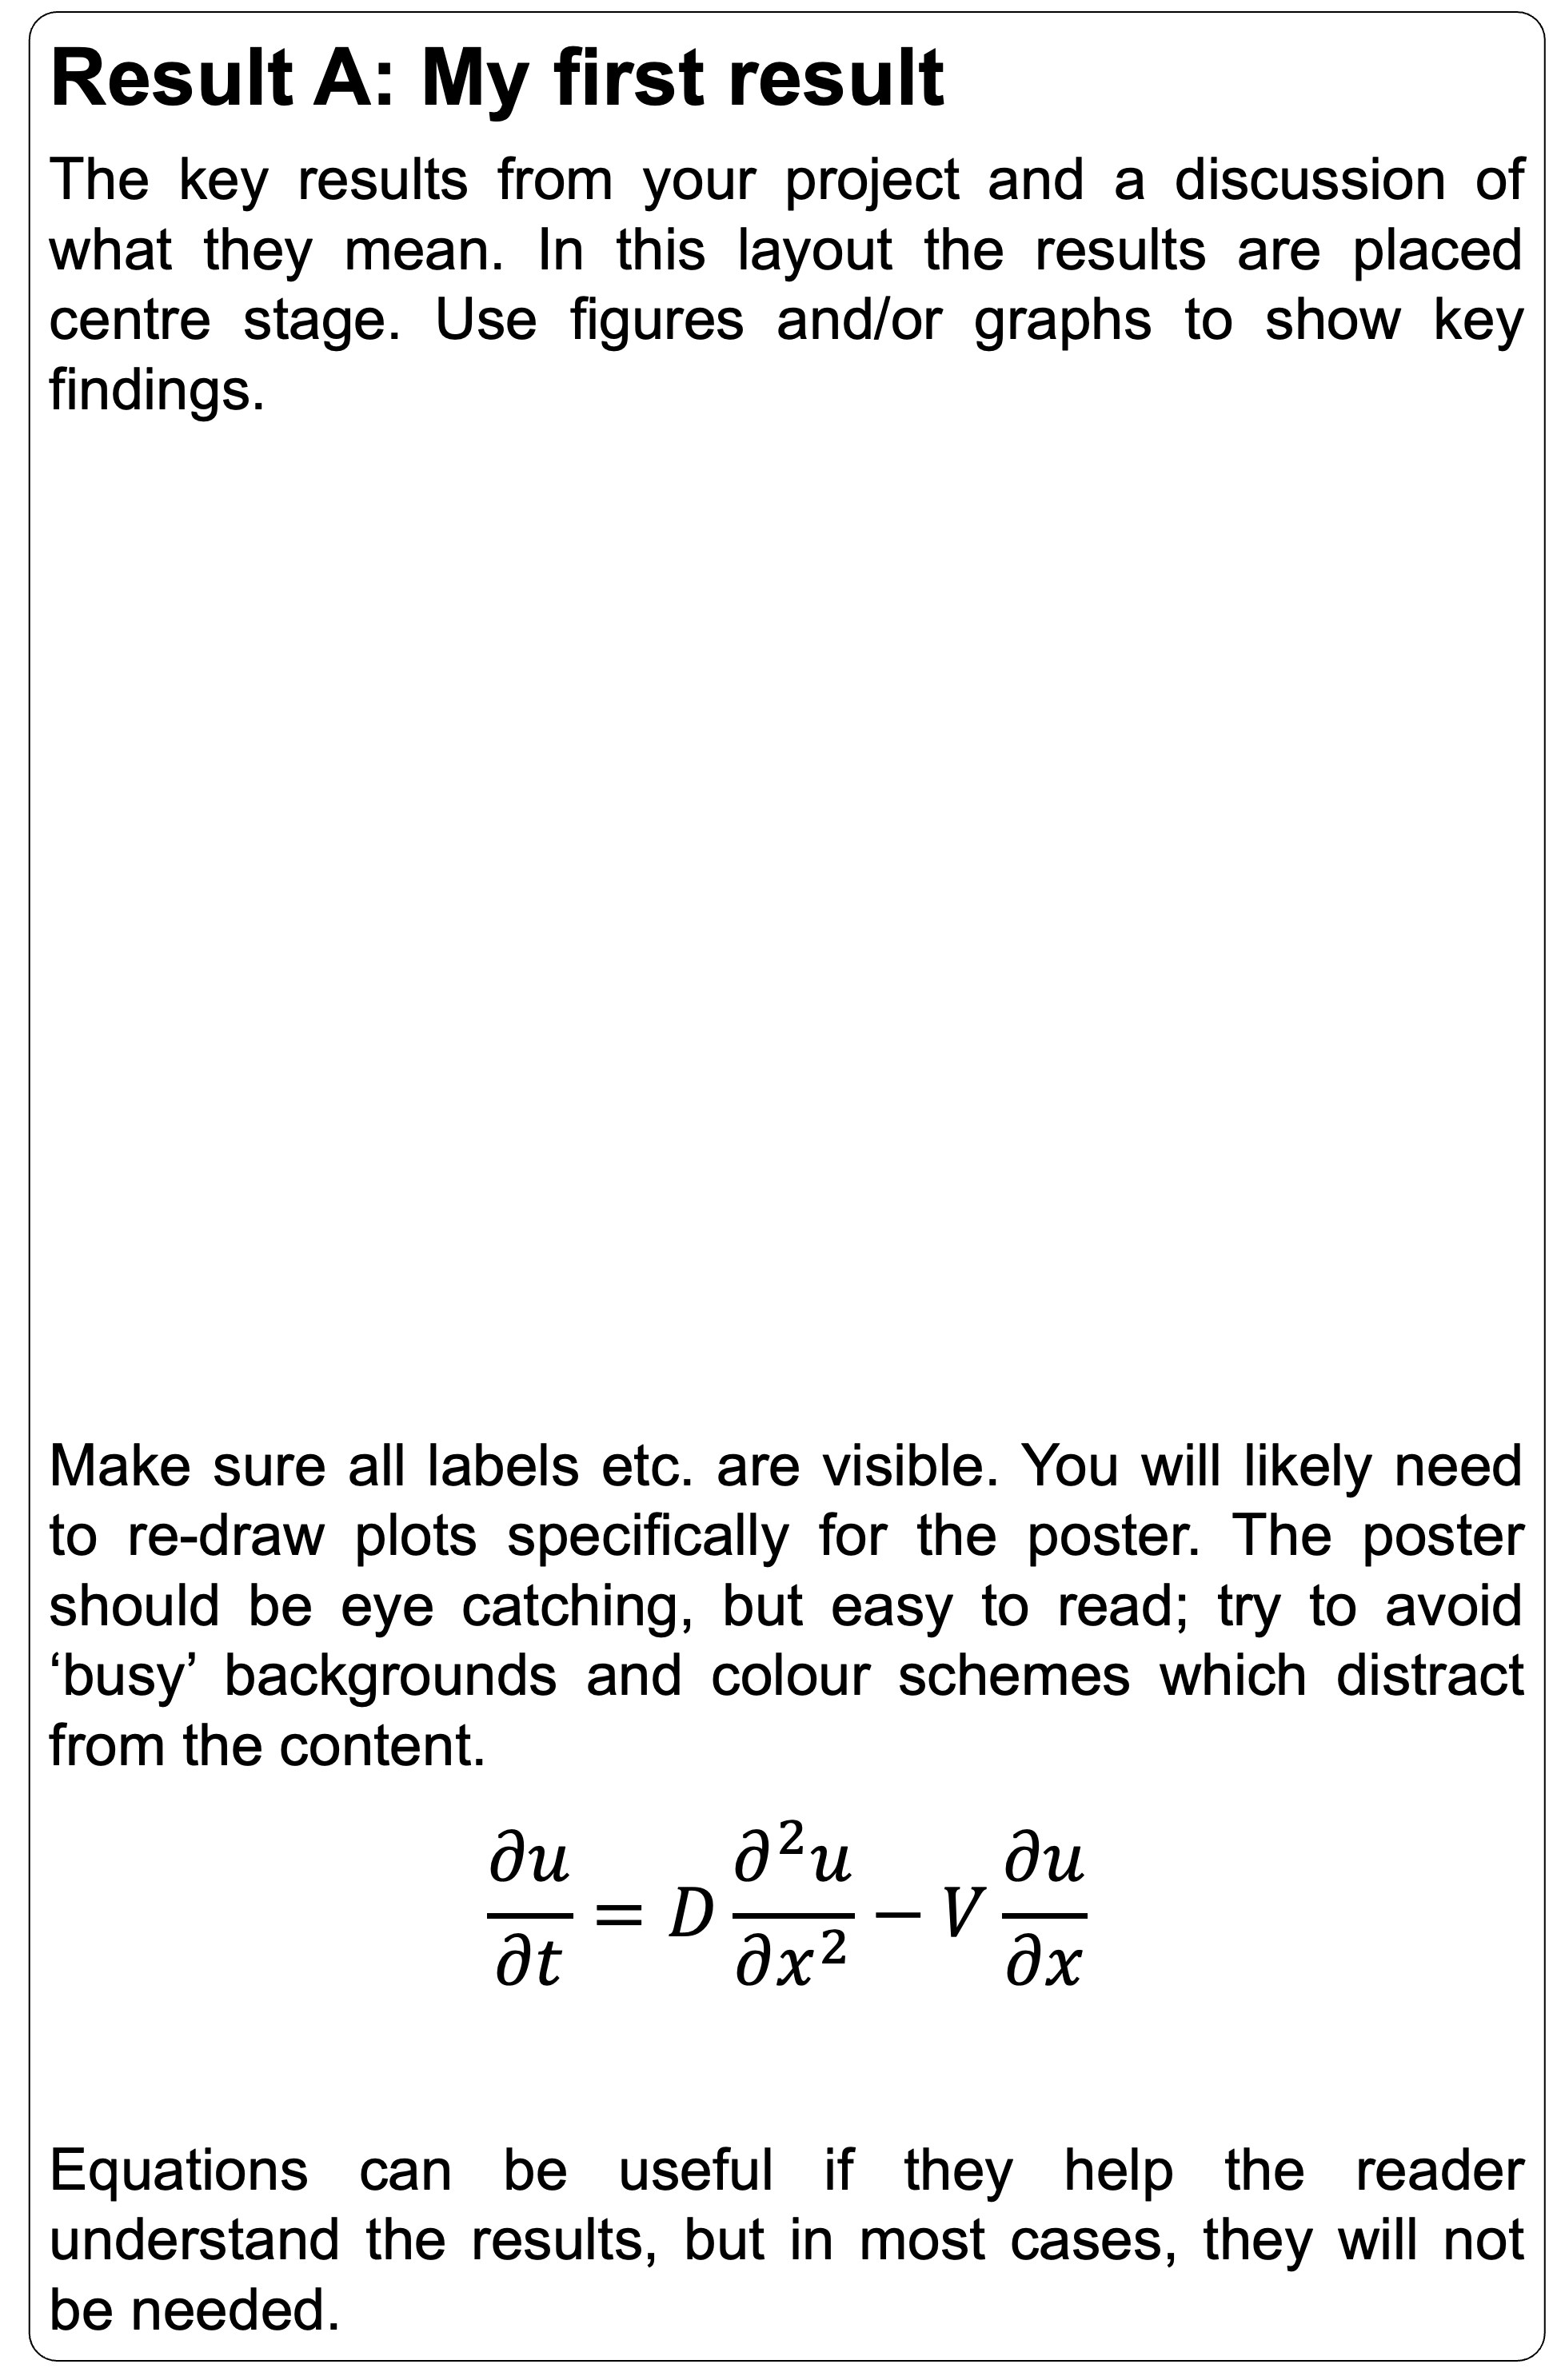 Result A: My first result
The key results from your project and a discussion of
what they mean. In this layout the results are placed
centre stage. Use figures and/or graphs to show key
findings.
Make sure all labels etc. are visible. You will likely need
to re-draw plots specifically for the poster. The poster
should be eye catching, but easy to read; try to avoid
‘busy’ backgrounds and colour schemes which distract
from the content.
∂u/∂t = D ∂²u/∂x² − V ∂u/∂x
Equations can be useful if they help the reader
understand the results, but in most cases, they will not
be needed.